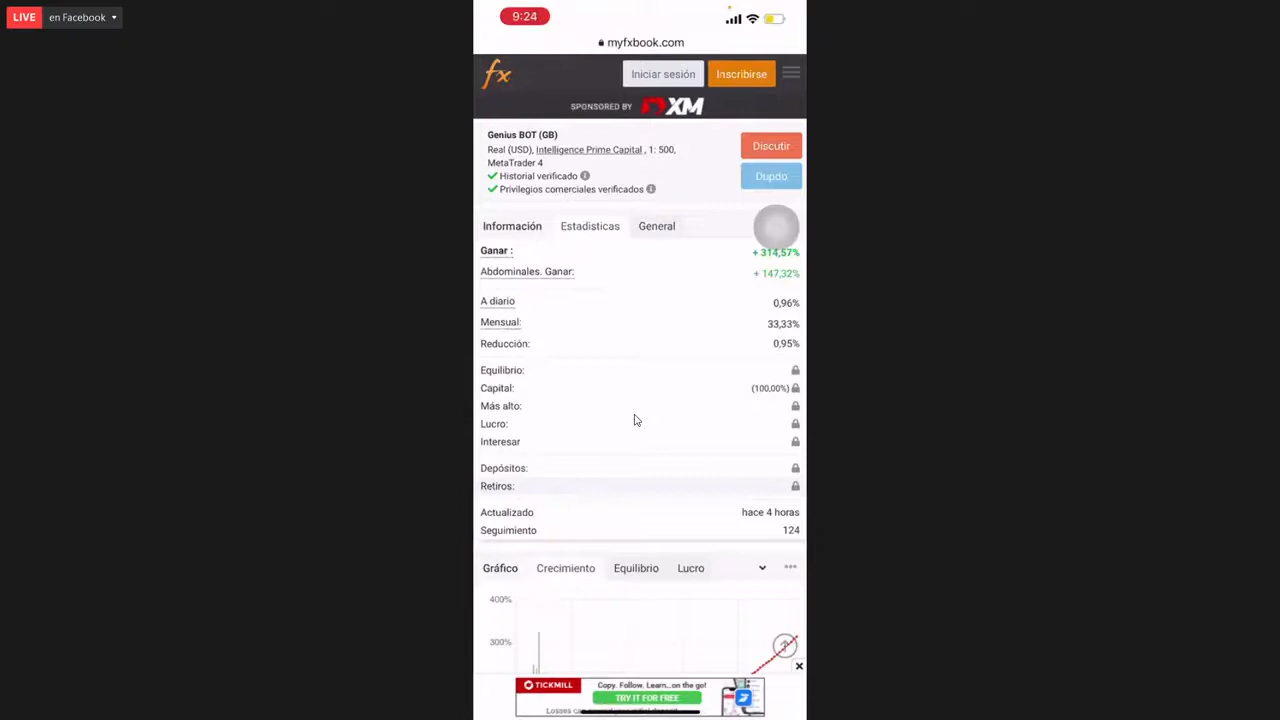 LIVE en Facebook
9:24
myfxbook.com
fx Iniciar sesión Inscribirse
SPONSORED BY XM
Genius BOT (GB)
Real (USD), Intelligence Prime Capital , 1: 500,
MetaTrader 4
Historial verificado
Privilegios comerciales verificados
Discutir
Dupdo
Información Estadisticas General
Ganar : + 314,57%
Abdominales. Ganar: + 147,32%
A diario 0,96%
Mensual: 33,33%
Reducción: 0,95%
Equilibrio:
Capital: (100,00%)
Más alto:
Lucro:
Interesar
Depósitos:
Retiros:
Actualizado hace 4 horas
Seguimiento 124
Gráfico Crecimiento Equilibrio Lucro
400%
300%
TICKMILL Copy. Follow. Learn...on the go!
TRY IT FOR FREE
Losses can